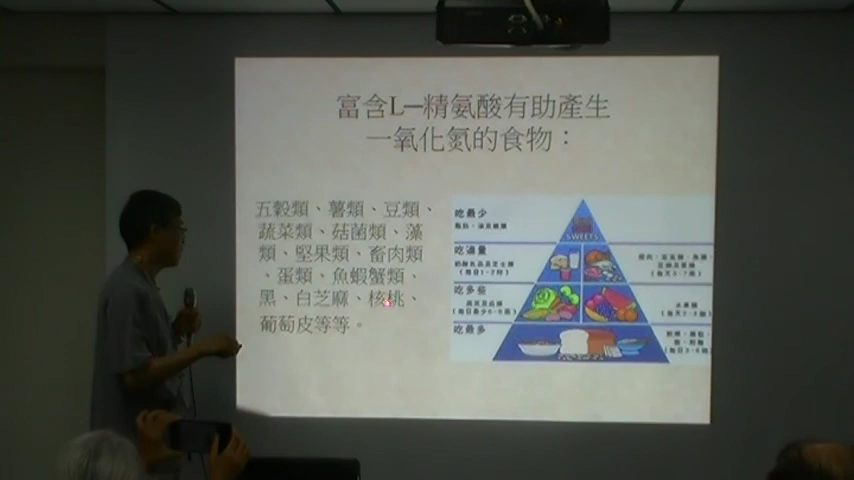 富含L─精氨酸有助產生
一氧化氮的食物：
五穀類、薯類、豆類、
蔬菜類、菇菌類、藻
類、堅果類、畜肉類
、蛋類、魚蝦蟹類、
黑、白芝麻、核桃、
葡萄皮等等。
吃最少
SWEETS
吃適量
吃多些
吃最多